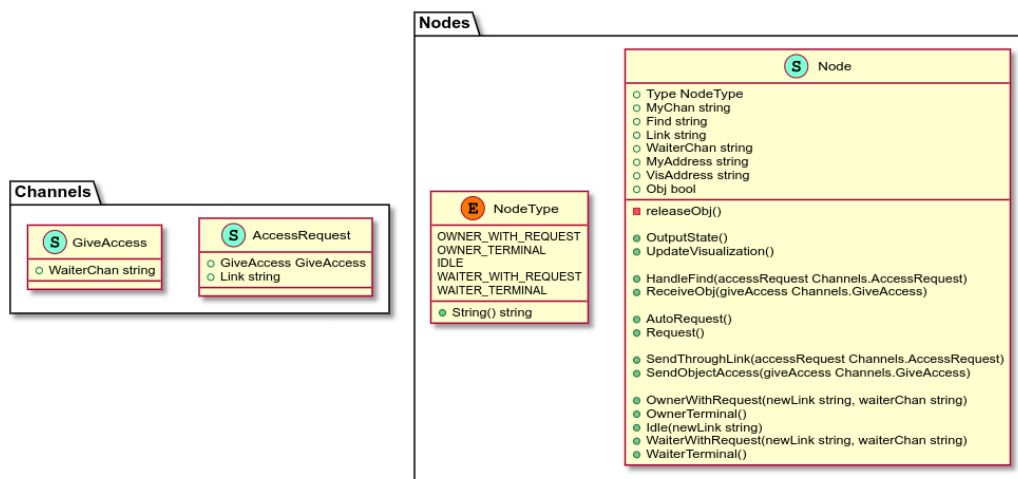 Channels
S GiveAccess
WaiterChan string
S AccessRequest
GiveAccess GiveAccess
Link string
Nodes
E NodeType
OWNER_WITH_REQUEST
OWNER_TERMINAL
IDLE
WAITER_WITH_REQUEST
WAITER_TERMINAL
String() string
S Node
Type NodeType
MyChan string
Find string
Link string
WaiterChan string
MyAddress string
VisAddress string
Obj bool
releaseObj()
OutputState()
UpdateVisualization()
HandleFind(accessRequest Channels.AccessRequest)
ReceiveObj(giveAccess Channels.GiveAccess)
AutoRequest()
Request()
SendThroughLink(accessRequest Channels.AccessRequest)
SendObjectAccess(giveAccess Channels.GiveAccess)
OwnerWithRequest(newLink string, waiterChan string)
OwnerTerminal()
Idle(newLink string)
WaiterWithRequest(newLink string, waiterChan string)
WaiterTerminal()